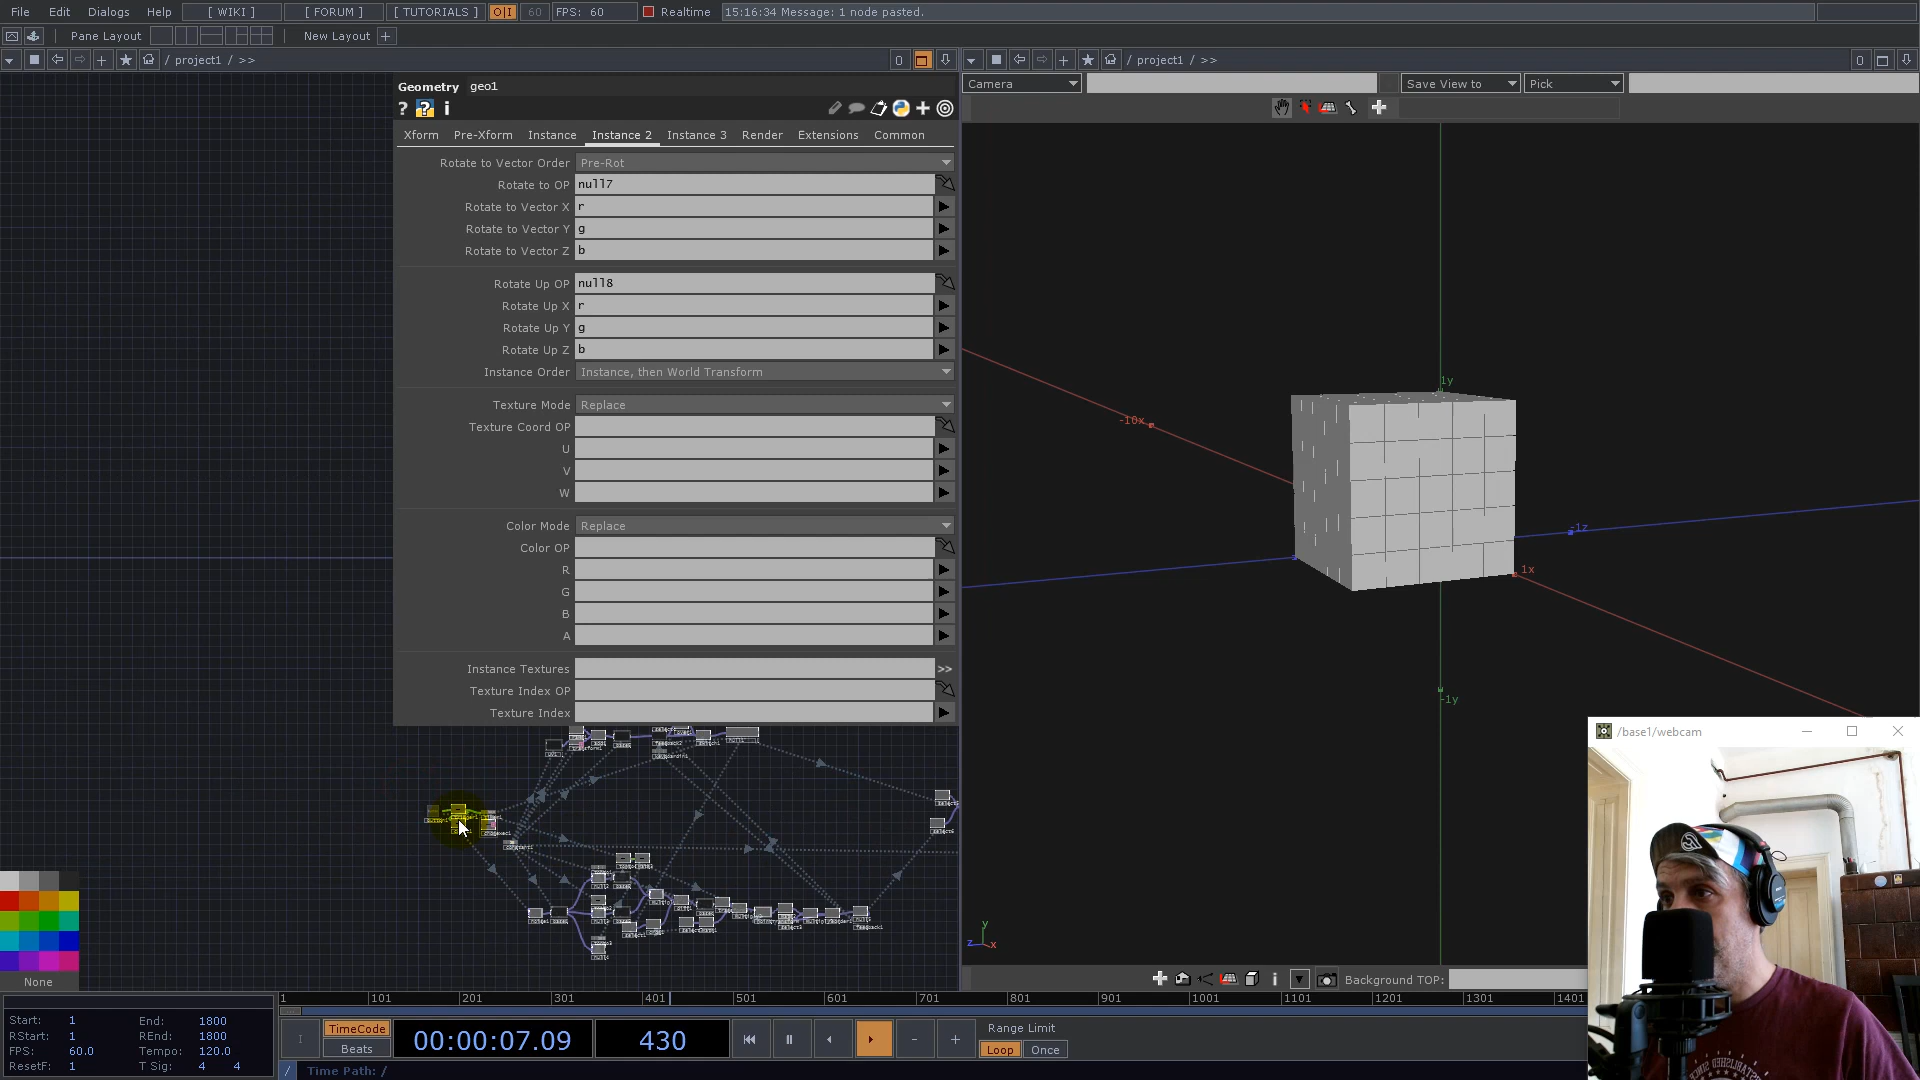 File Edit Dialogs Help [ WIKI ] [ FORUM ] [ TUTORIALS ] O|I 60 FPS: 60 Realtime 15:16:34 Message: 1 node pasted.
Pane Layout New Layout +
/ project1 / >> 0
/ project1 / >> 0
Geometry geo1
Camera Save View to Pick
? ? i
Xform Pre-Xform Instance Instance 2 Instance 3 Render Extensions Common
Rotate to Vector Order Pre-Rot
Rotate to OP null7
Rotate to Vector X r
Rotate to Vector Y g
Rotate to Vector Z b
Rotate Up OP null8
Rotate Up X r
Rotate Up Y g
Rotate Up Z b
Instance Order Instance, then World Transform
Texture Mode Replace
Texture Coord OP
U
V
W
Color Mode Replace
Color OP
R
G
B
A
Instance Textures >>
Texture Index OP
Texture Index
1y
-10x
-1z
1x
-1y
y
z x
/base1/webcam
None
i Background TOP:
1 101 201 301 401 501 601 701 801 901 1001 1101 1201 1301 1401
Start: 1 End: 1800
RStart: 1 REnd: 1800
FPS: 60.0 Tempo: 120.0
ResetF: 1 T Sig: 4 4
I TimeCode Beats 00:00:07.09 430 - +
Range Limit
Loop Once
/ Time Path: /